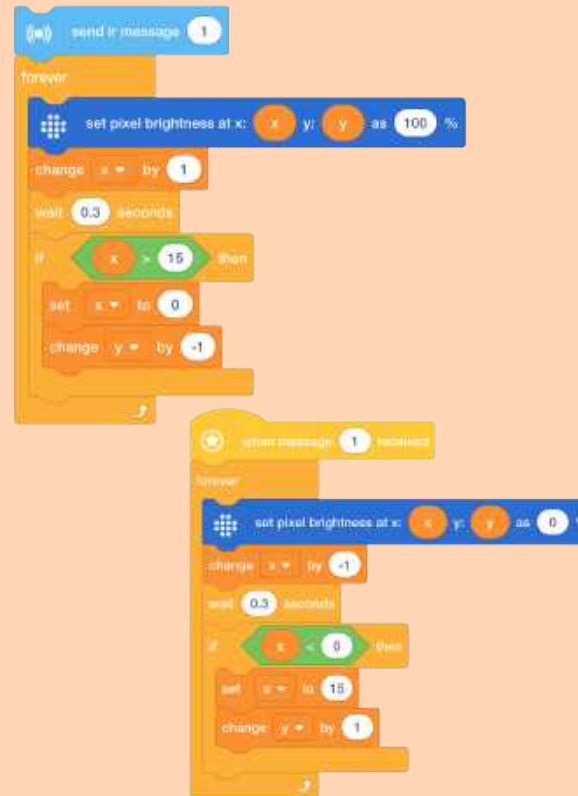 send ir message 1
forever
set pixel brightness at x: x y: y as 100 %
change x by 1
wait 0.3 seconds
if x > 15 then
set x to 0
change y by -1
when message 1 received
forever
set pixel brightness at x: x y: y as 0
change x by -1
wait 0.3 seconds
if x < 0 then
set x to 15
change y by 1